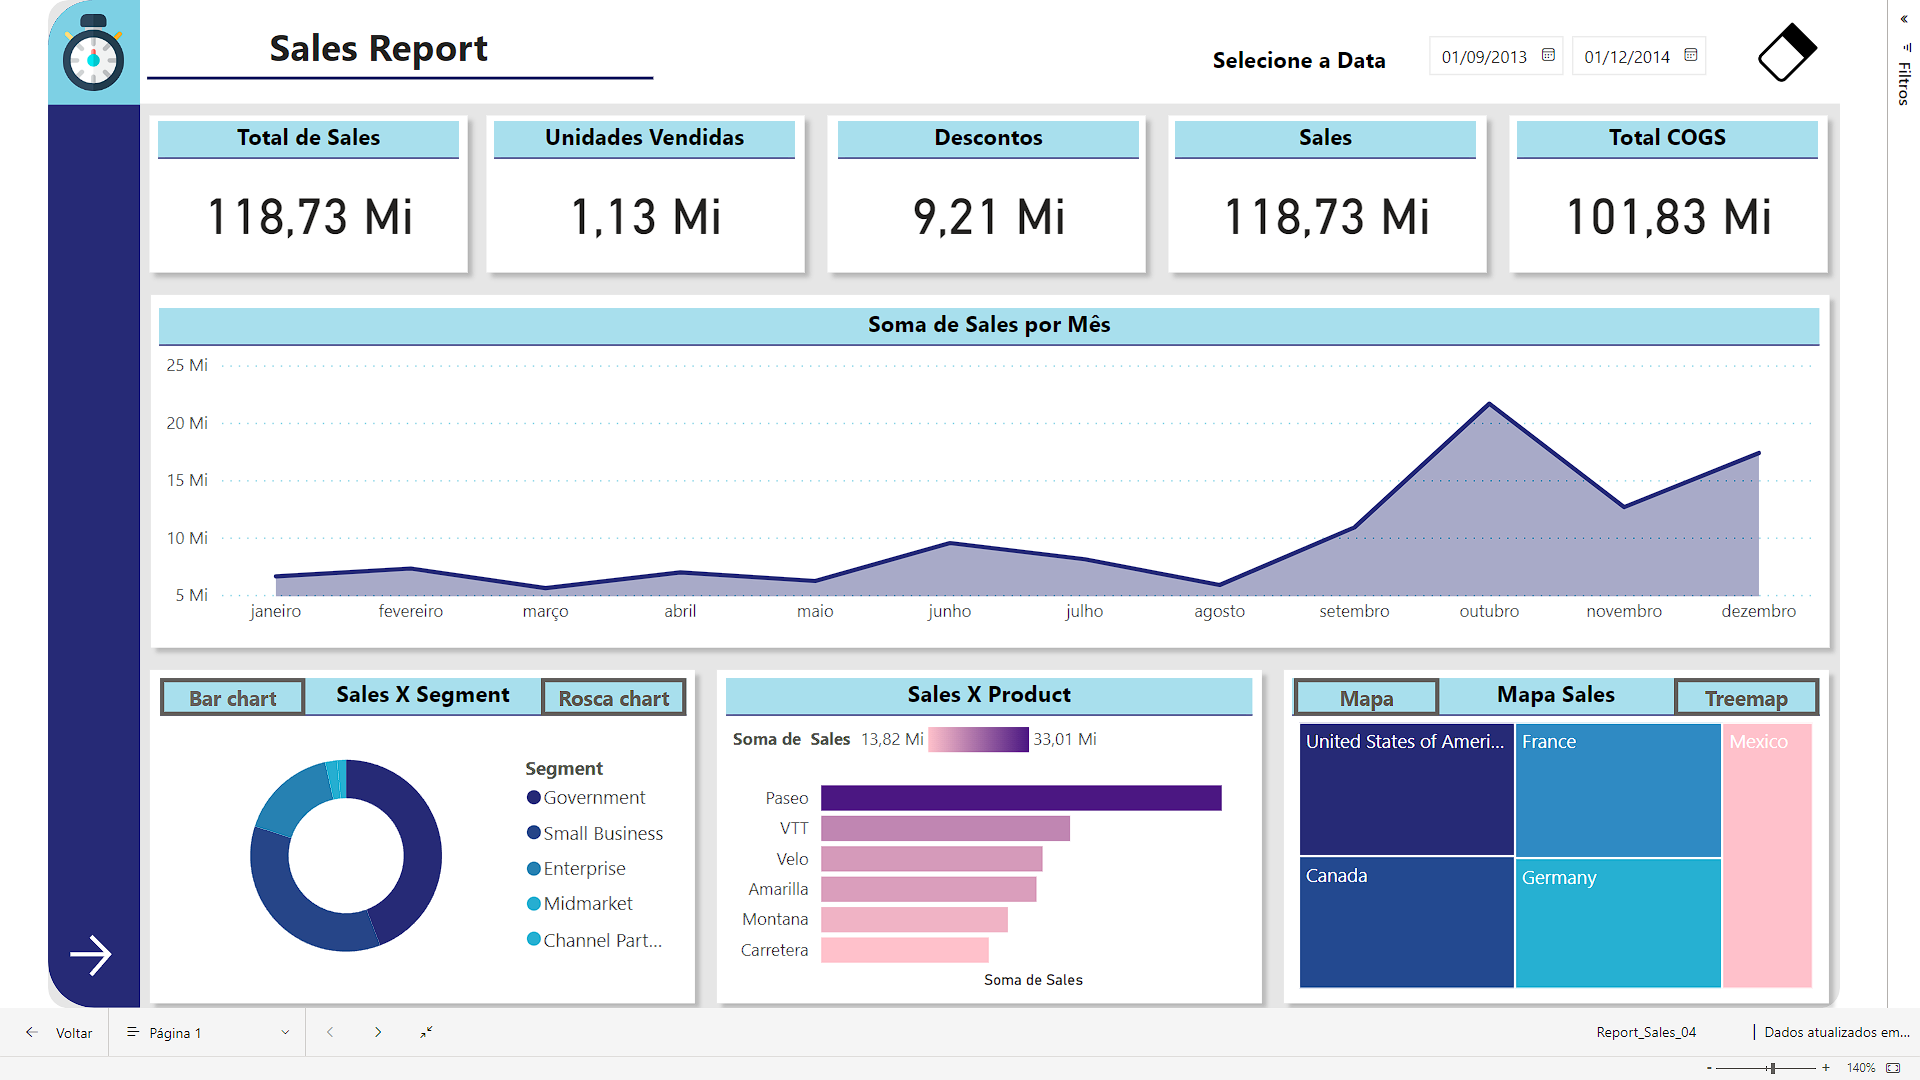 Sales Report
Selecione a Data
01/09/2013
01/12/2014
«
Filtros
Total de Sales
118,73 Mi
Unidades Vendidas
1,13 Mi
Descontos
9,21 Mi
Sales
118,73 Mi
Total COGS
101,83 Mi
Soma de Sales por Mês
25 Mi
20 Mi
15 Mi
10 Mi
5 Mi
janeiro fevereiro março abril maio junho julho agosto setembro outubro novembro dezembro
Bar chart
Sales X Segment
Rosca chart
Segment
Government
Small Business
Enterprise
Midmarket
Channel Part...
Sales X Product
Soma de Sales 13,82 Mi 33,01 Mi
Paseo
VTT
Velo
Amarilla
Montana
Carretera
Soma de Sales
Mapa
Mapa Sales
Treemap
United States of Ameri...
France
Mexico
Canada
Germany
Voltar
Página 1
Report_Sales_04
| Dados atualizados em...
- + 140%